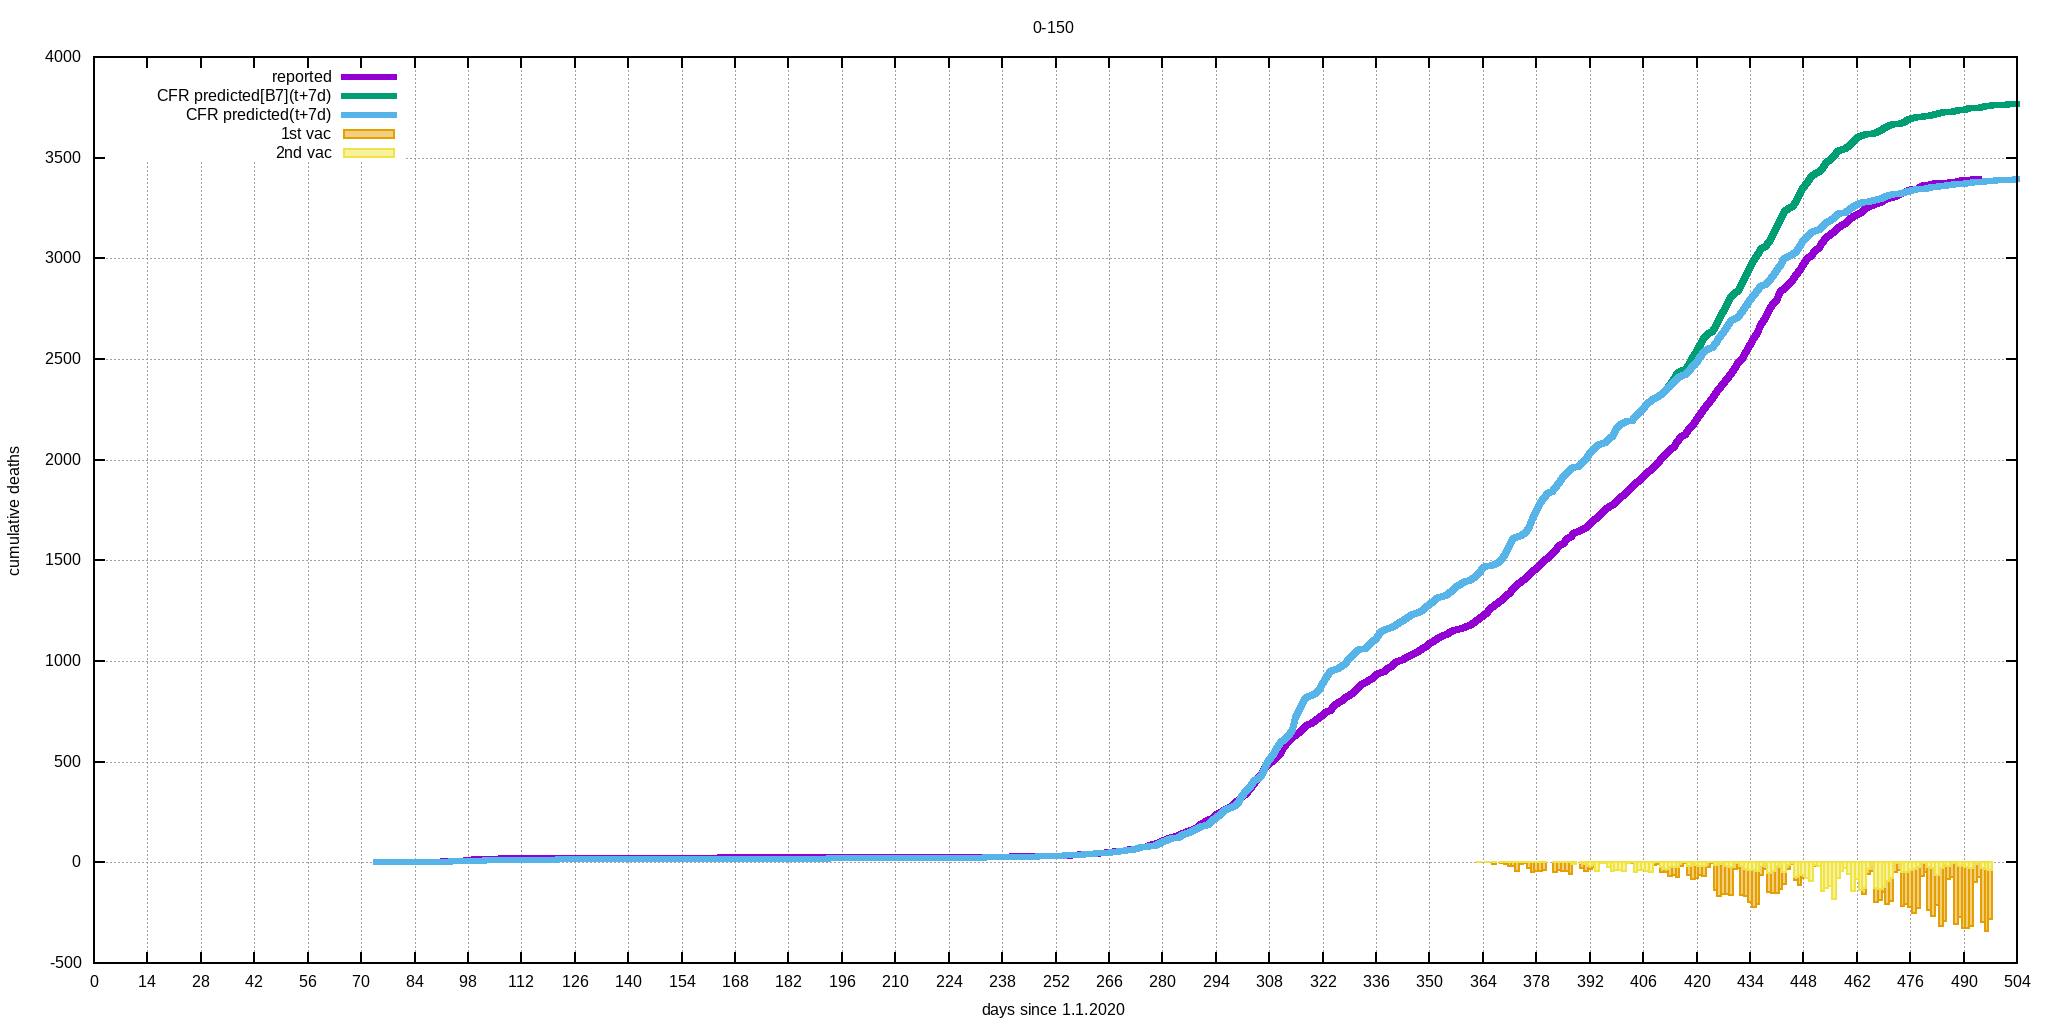 0-150
4000
3500
3000
2500
2000
1500
1000
500
0
-500
reported
CFR predicted[B7](t+7d)
CFR predicted(t+7d)
1st vac
2nd vac
cumulative deaths
0 14 28 42 56 70 84 98 112 126 140 154 168 182 196 210 224 238 252 266 280 294 308 322 336 350 364 378 392 406 420 434 448 462 476 490 504
days since 1.1.2020